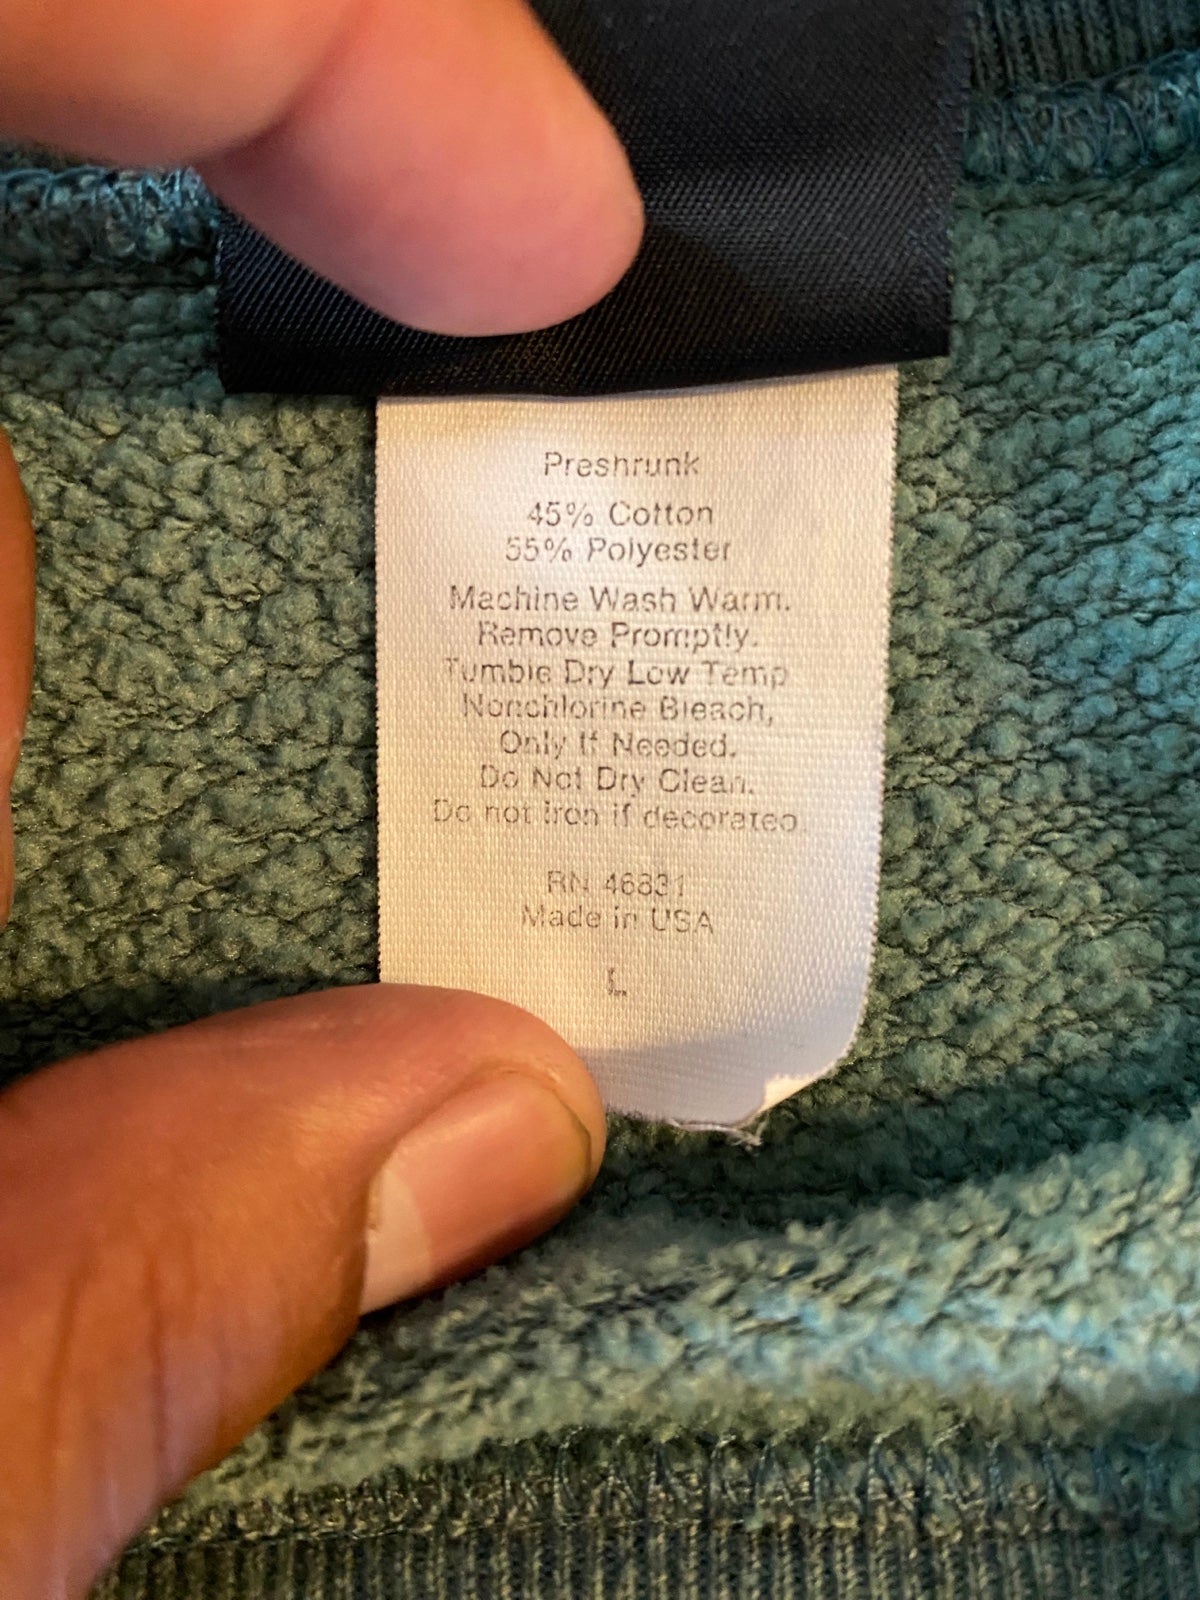 Preshrunk
45% Cotton
55% Polyester
Machine Wash Warm.
Remove Promptly.
Tumble Dry Low Temp
Nonchlorine Bleach,
Only If Needed.
Do Not Dry Clean.
Do not iron if decorated.
RN 46831
Made in USA
L